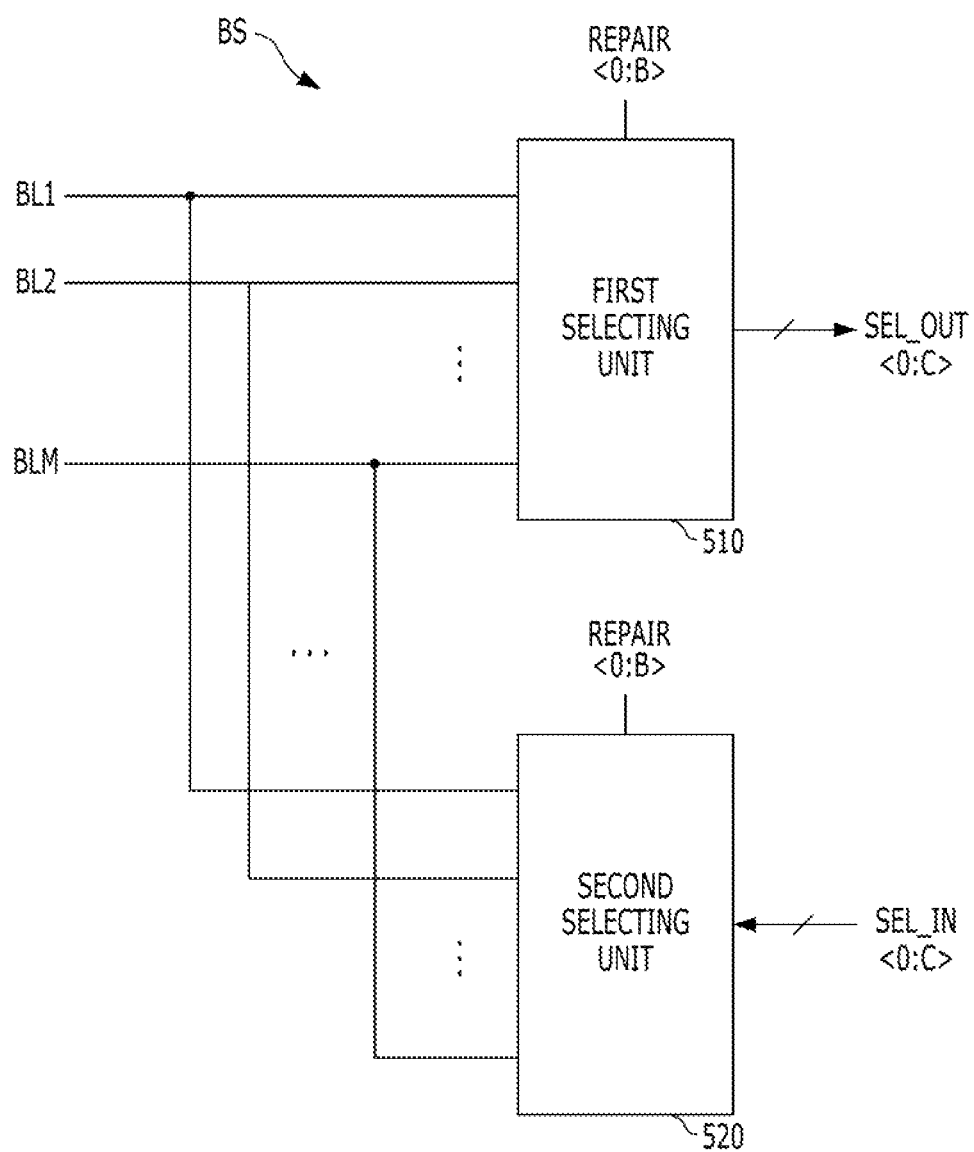 BS
REPAIR
<0:B>
BL1
BL2
BLM
FIRST
SELECTING
UNIT
SEL_OUT
<0:C>
510
REPAIR
<0:B>
SECOND
SELECTING
UNIT
SEL_IN
<0:C>
520